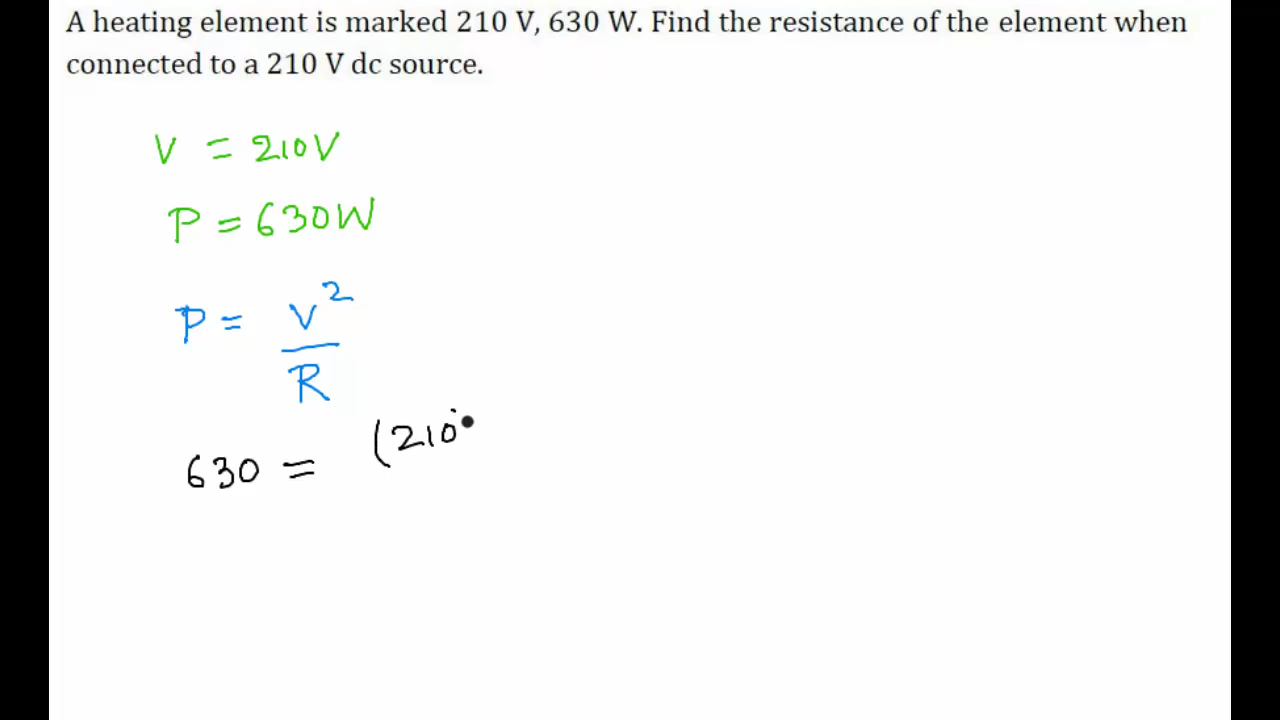 A heating element is marked 210 V, 630 W. Find the resistance of the element when
connected to a 210 V dc source.
V = 210V
P = 630W
P = V²
R
630 = (210